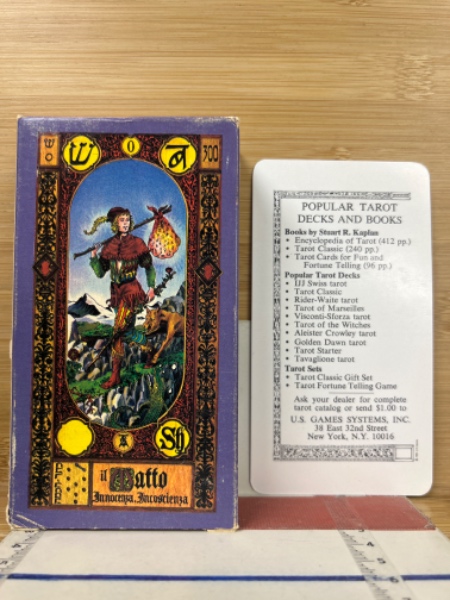 ש
0
300
0
Sh
il Matto
Innocenza. Incoscienza
POPULAR TAROT
DECKS AND BOOKS
Books by Stuart R. Kaplan
• Encyclopedia of Tarot (412 pp.)
• Tarot Classic (240 pp.)
• Tarot Cards for Fun and
Fortune Telling (96 pp.)
Popular Tarot Decks
• IJJ Swiss tarot
• Tarot Classic
• Rider-Waite tarot
• Tarot of Marseilles
• Visconti-Sforza tarot
• Tarot of the Witches
• Aleister Crowley tarot
• Golden Dawn tarot
• Tarot Starter
• Tavaglione tarot
Tarot Sets
• Tarot Classic Gift Set
• Tarot Fortune Telling Game
Ask your dealer for complete
tarot catalog or send $1.00 to
U.S. GAMES SYSTEMS, INC.
38 East 32nd Street
New York, N.Y. 10016